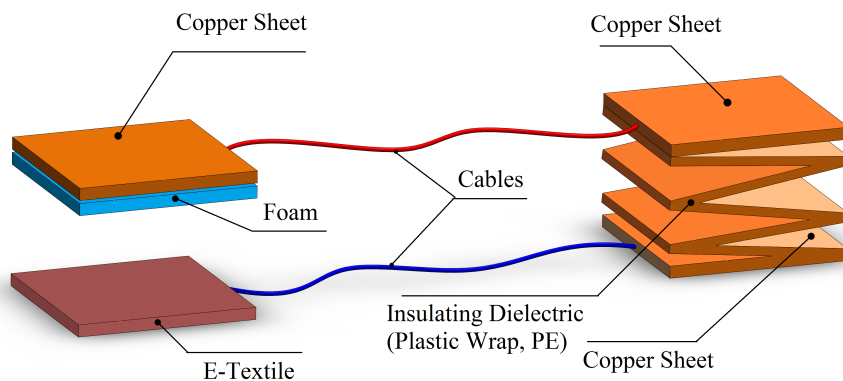 Copper Sheet
Copper Sheet
Cables
Foam
Insulating Dielectric
(Plastic Wrap, PE)
Copper Sheet
E-Textile